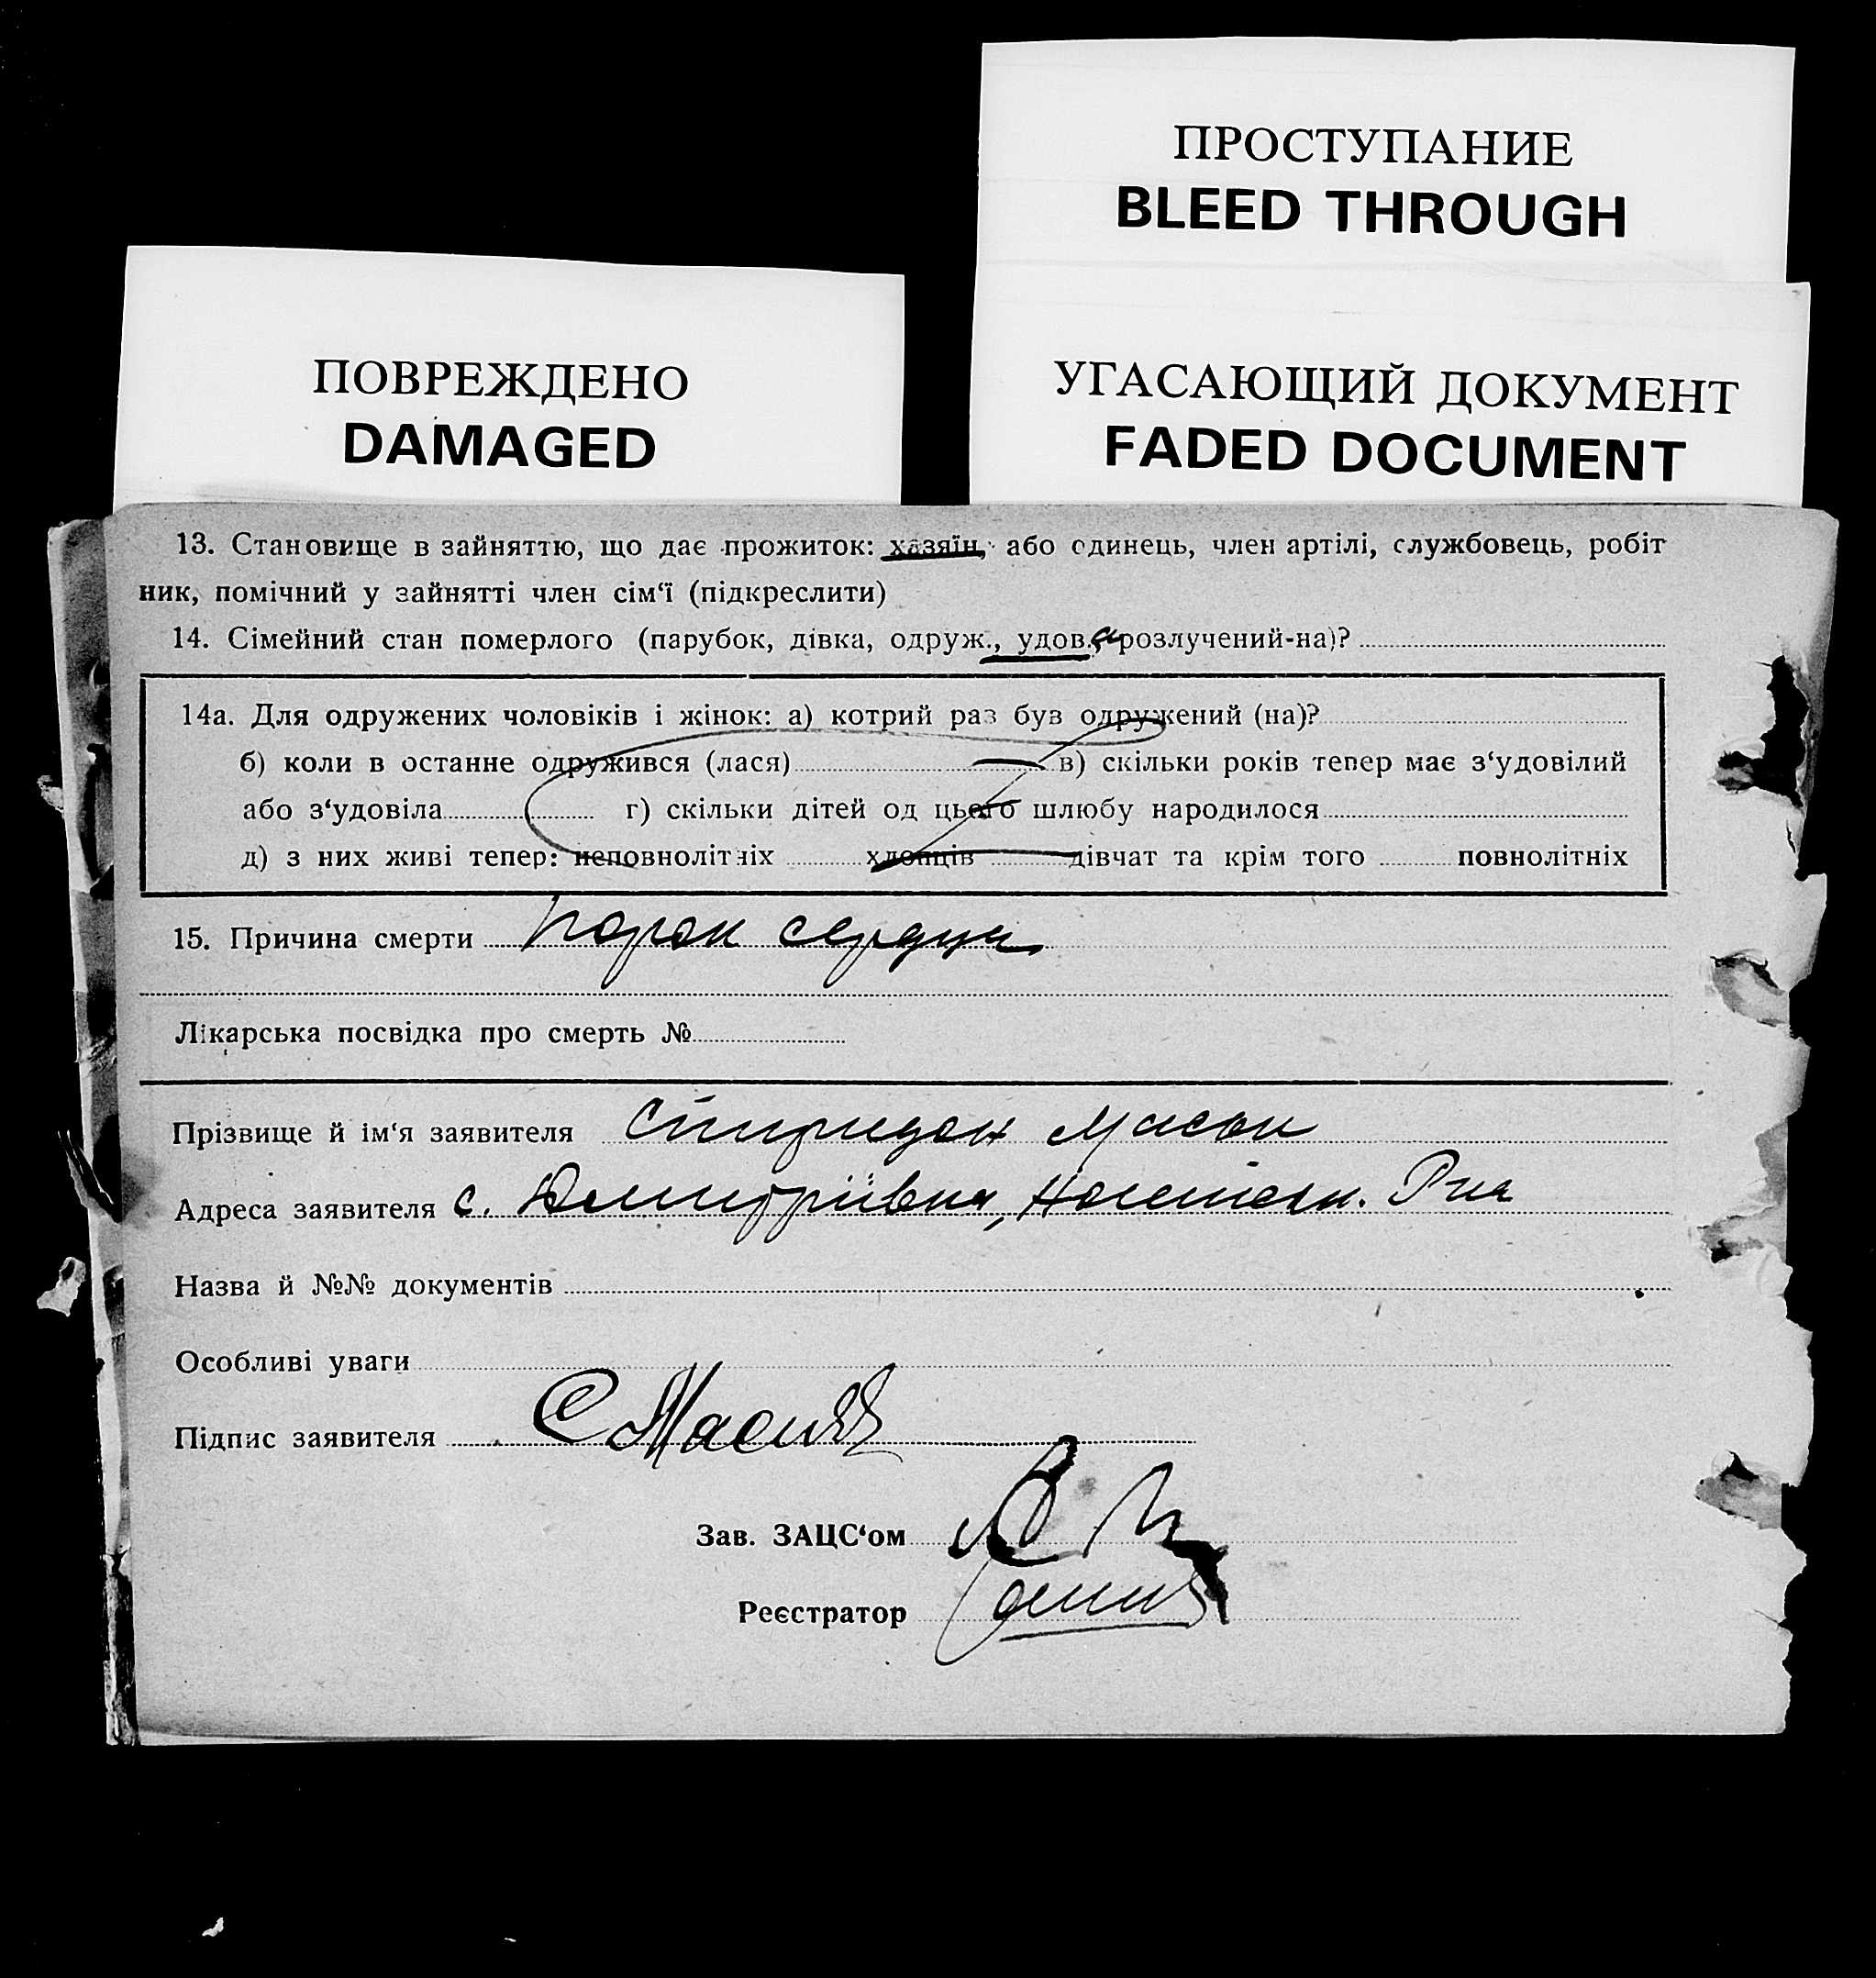 ПРОСТУПАНИЕ
BLEED THROUGH
ПОВРЕЖДЕНО
DAMAGED
УГАСАЮЩИЙ ДОКУМЕНТ
FADED DOCUMENT
13. Становище в зайняттю, що дає прожиток: хазяїн, або одинець, член артілі, службовець, робіт
ник, помічний у зайнятті член сім‘ї (підкреслити)
14. Сімейний стан померлого (парубок, дівка, одруж., удов.а розлучений-на)?
14а. Для одружених чоловіків і жінок: а) котрий раз був одружений (на)?
б) коли в останне одружився (лася) в) скільки років тепер має з‘удовілий
або з‘удовіла г) скільки дітей од цього шлюбу народилося
д) з них живі тепер: неповнолітніх хлопців дівчат та крім того повнолітніх
15. Причина смерти порок сердця
Лікарська посвідка про смерть №
Прізвище й ім‘я заявителя Спиридон
Адреса заявителя с. Дмитріївка,
Назва й №№ документів
Особливі уваги
Підпис заявителя
Зав. ЗАЦС‘ом
Реєстратор